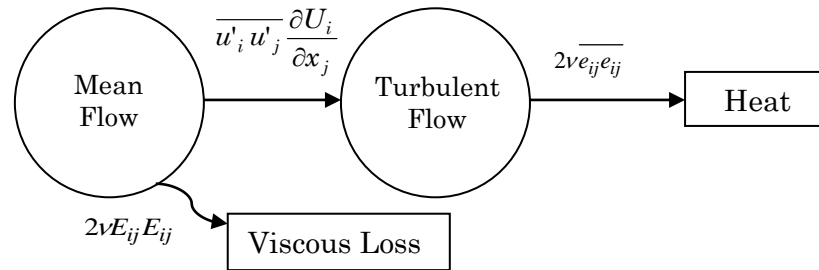 Mean
Flow
\overline{u'_i u'_j} \frac{\partial U_i}{\partial x_j}
Turbulent
Flow
2\nu \overline{e_{ij} e_{ij}}
Heat
2\nu E_{ij} E_{ij}
Viscous Loss